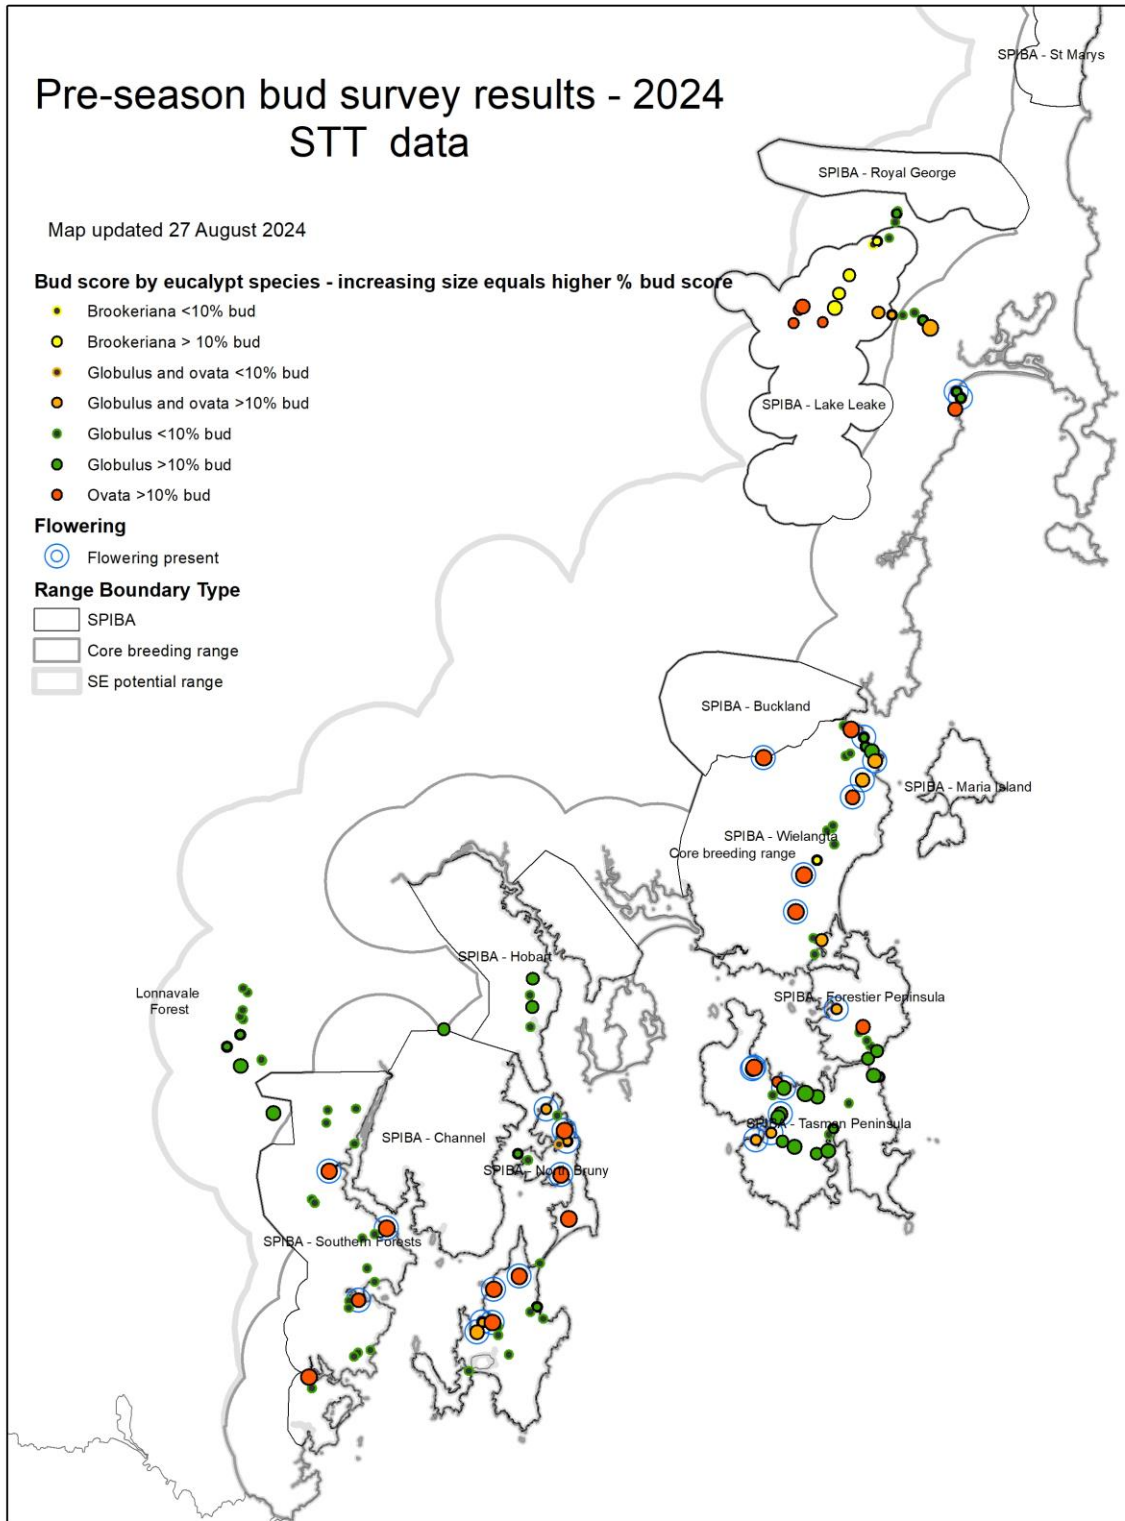 SPIBA - St Marys
Pre-season bud survey results - 2024
STT data
SPIBA - Royal George
Map updated 27 August 2024
Bud score by eucalypt species - increasing size equals higher % bud score
Brookeriana <10% bud
Brookeriana > 10% bud
Globulus and ovata <10% bud
Globulus and ovata >10% bud
Globulus <10% bud
Globulus >10% bud
Ovata >10% bud
SPIBA - Lake Leake
Flowering
Flowering present
Range Boundary Type
SPIBA
Core breeding range
SE potential range
SPIBA - Buckland
SPIBA - Maria Island
SPIBA - Wielangta
Core breeding range
SPIBA - Hobart
Lonnavale
Forest
SPIBA - Forestier Peninsula
SPIBA - Tasman Peninsula
SPIBA - Channel
SPIBA - North Bruny
SPIBA - Southern Forests